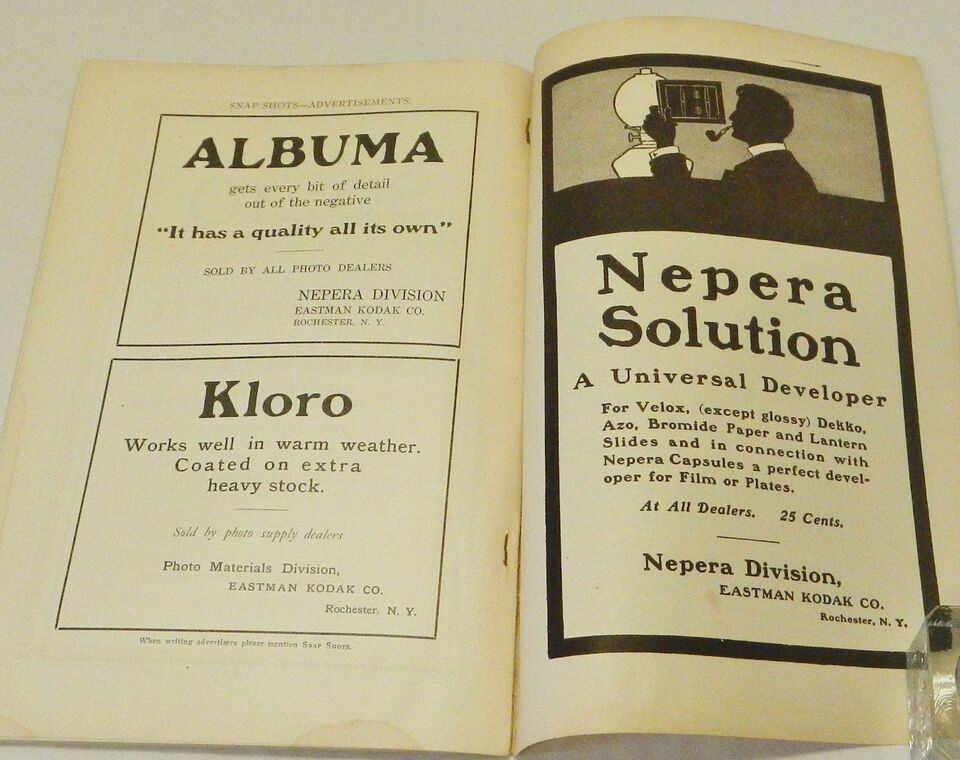 SNAP SHOTS—ADVERTISEMENTS.
ALBUMA
gets every bit of detail
out of the negative
"It has a quality all its own"
SOLD BY ALL PHOTO DEALERS
NEPERA DIVISION
EASTMAN KODAK CO.
ROCHESTER, N. Y.
Kloro
Works well in warm weather.
Coated on extra
heavy stock.
Sold by photo supply dealers
Photo Materials Division,
EASTMAN KODAK CO.
Rochester, N. Y.
When writing advertisers please mention SNAP SHOTS.
Nepera
Solution
A Universal Developer
For Velox, (except glossy) Dekko,
Azo, Bromide Paper and Lantern
Slides and in connection with
Nepera Capsules a perfect devel-
oper for Film or Plates.
At All Dealers. 25 Cents.
Nepera Division,
EASTMAN KODAK CO.
Rochester, N. Y.